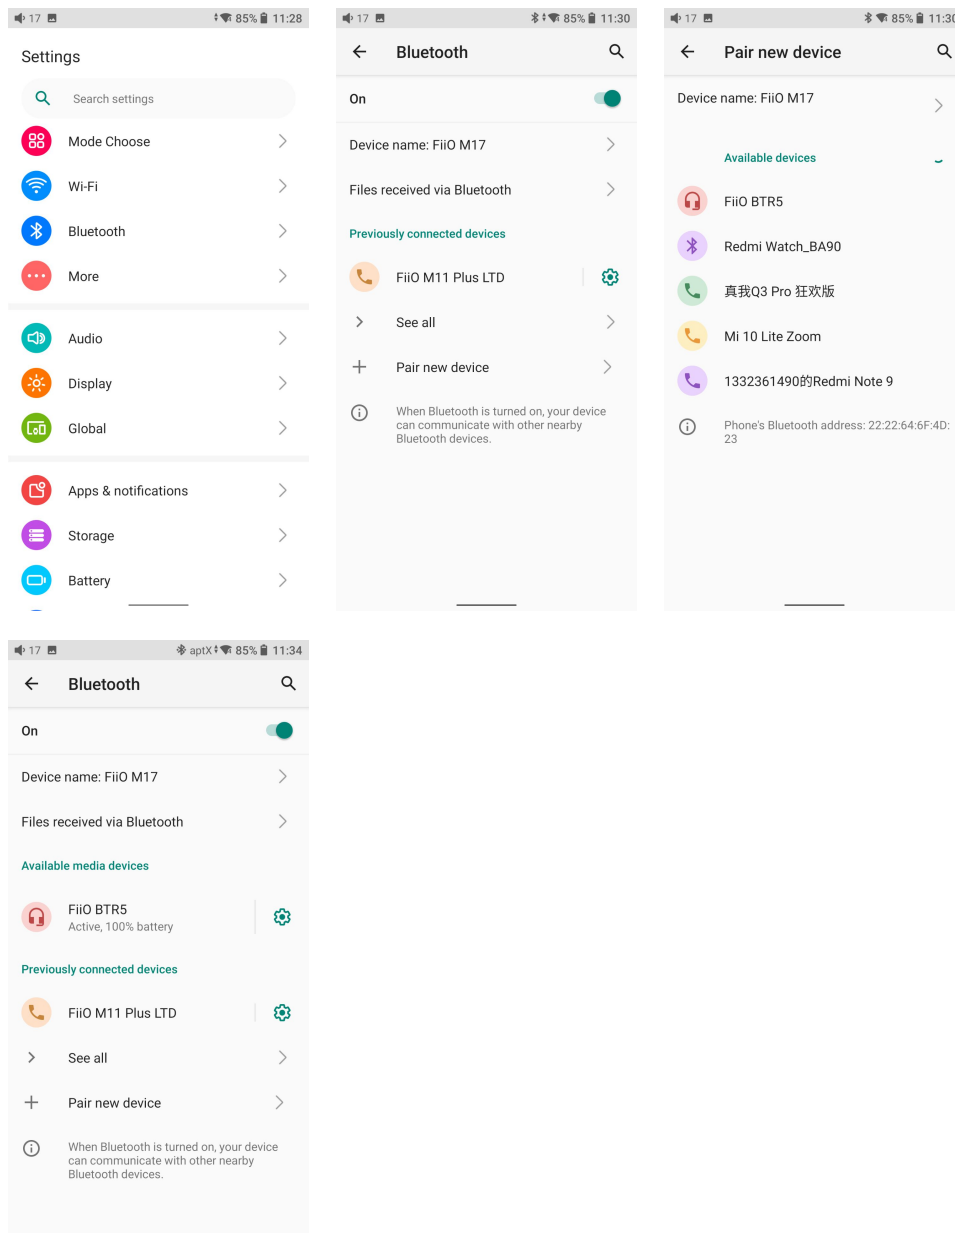 17 85% 11:28
Settings
Search settings
Mode Choose
Wi-Fi
Bluetooth
More
Audio
Display
Global
Apps & notifications
Storage
Battery
17 85% 11:30
Bluetooth
On
Device name: FiiO M17
Files received via Bluetooth
Previously connected devices
FiiO M11 Plus LTD
See all
Pair new device
When Bluetooth is turned on, your device
can communicate with other nearby
Bluetooth devices.
17 85% 11:30
Pair new device
Device name: FiiO M17
Available devices
FiiO BTR5
Redmi Watch_BA90
真我Q3 Pro 狂欢版
Mi 10 Lite Zoom
1332361490的Redmi Note 9
Phone's Bluetooth address: 22:22:64:6F:4D:
23
17 aptX 85% 11:34
Bluetooth
On
Device name: FiiO M17
Files received via Bluetooth
Available media devices
FiiO BTR5
Active, 100% battery
Previously connected devices
FiiO M11 Plus LTD
See all
Pair new device
When Bluetooth is turned on, your device
can communicate with other nearby
Bluetooth devices.